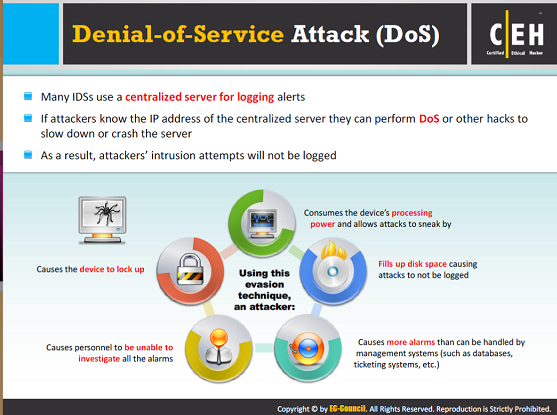 Denial-of-Service Attack (DoS)
C|EH
Certified Ethical Hacker
Many IDSs use a centralized server for logging alerts
If attackers know the IP address of the centralized server they can perform DoS or other hacks to
slow down or crash the server
As a result, attackers' intrusion attempts will not be logged
Consumes the device's processing
power and allows attacks to sneak by
Causes the device to lock up
Fills up disk space causing
attacks to not be logged
Using this
evasion
technique,
an attacker:
Causes personnel to be unable to
investigate all the alarms
Causes more alarms than can be handled by
management systems (such as databases,
ticketing systems, etc.)
Copyright © by EG-Council. All Rights Reserved. Reproduction is Strictly Prohibited.